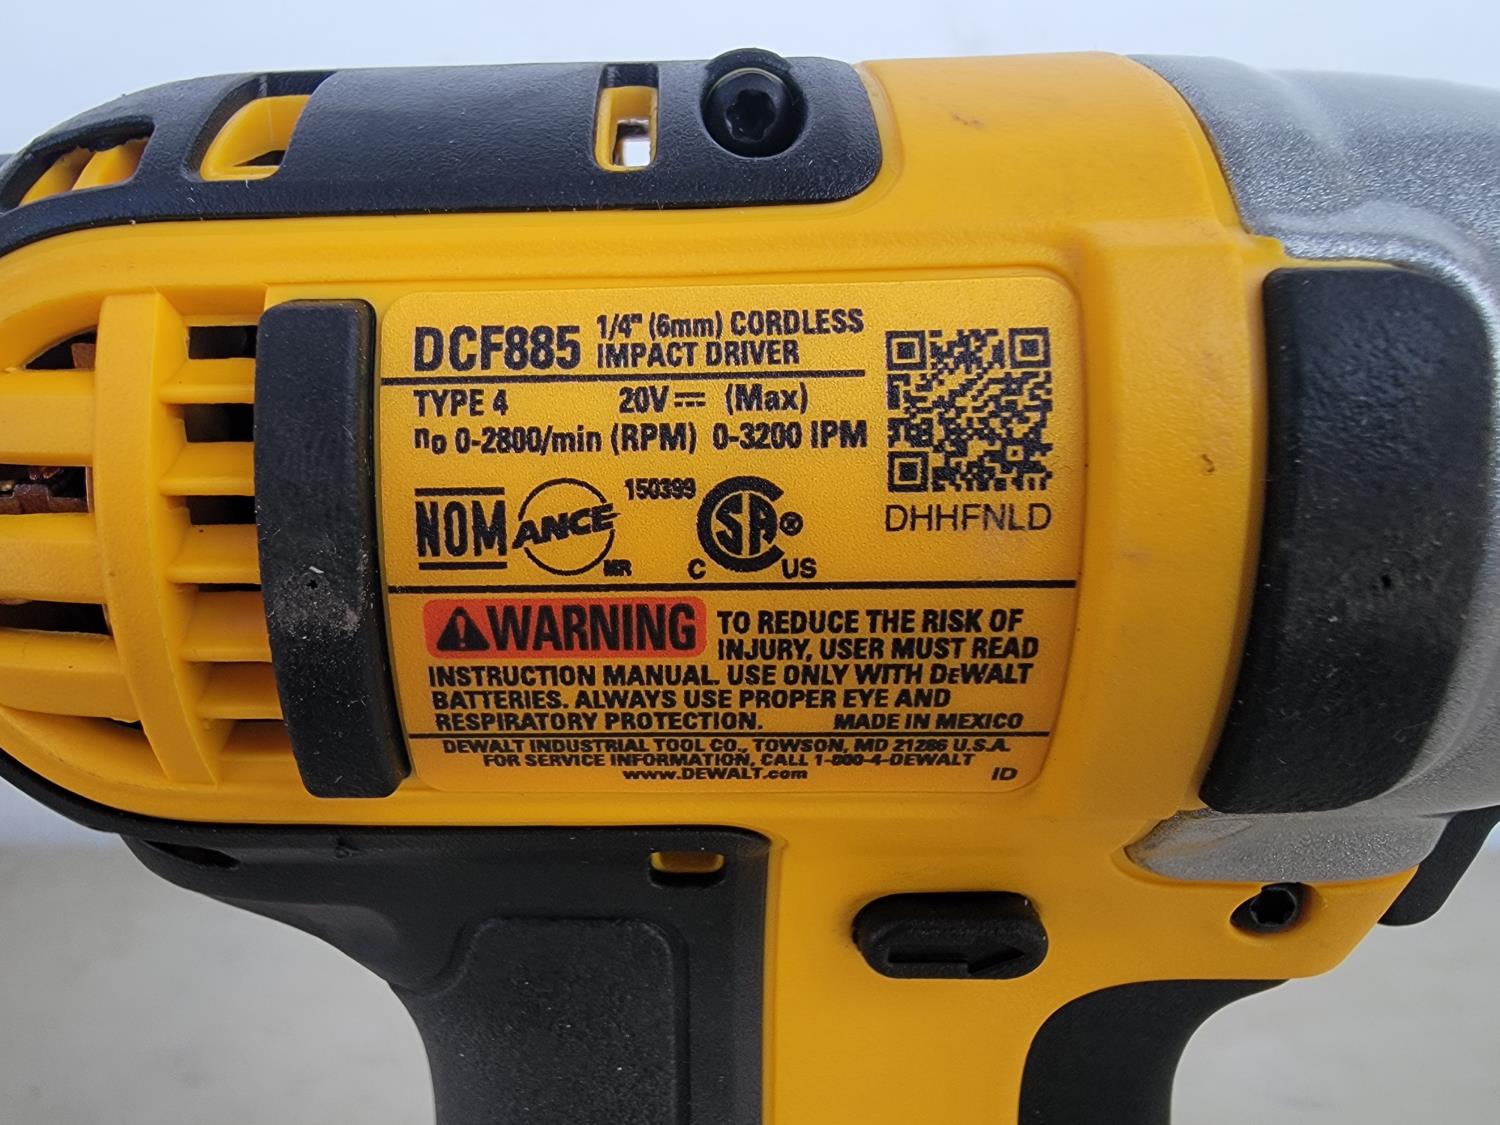 DCF885 1/4" (6mm) CORDLESS
IMPACT DRIVER
TYPE 4 20V⎓ (Max)
no 0-2800/min (RPM) 0-3200 IPM
NOM ANCE MR 150399 CSA® C US
DHHFNLD
⚠WARNING TO REDUCE THE RISK OF
INJURY, USER MUST READ
INSTRUCTION MANUAL. USE ONLY WITH DEWALT
BATTERIES. ALWAYS USE PROPER EYE AND
RESPIRATORY PROTECTION. MADE IN MEXICO
DEWALT INDUSTRIAL TOOL CO., TOWSON, MD 21286 U.S.A.
FOR SERVICE INFORMATION, CALL 1-800-4-DEWALT
www.DEWALT.com ID